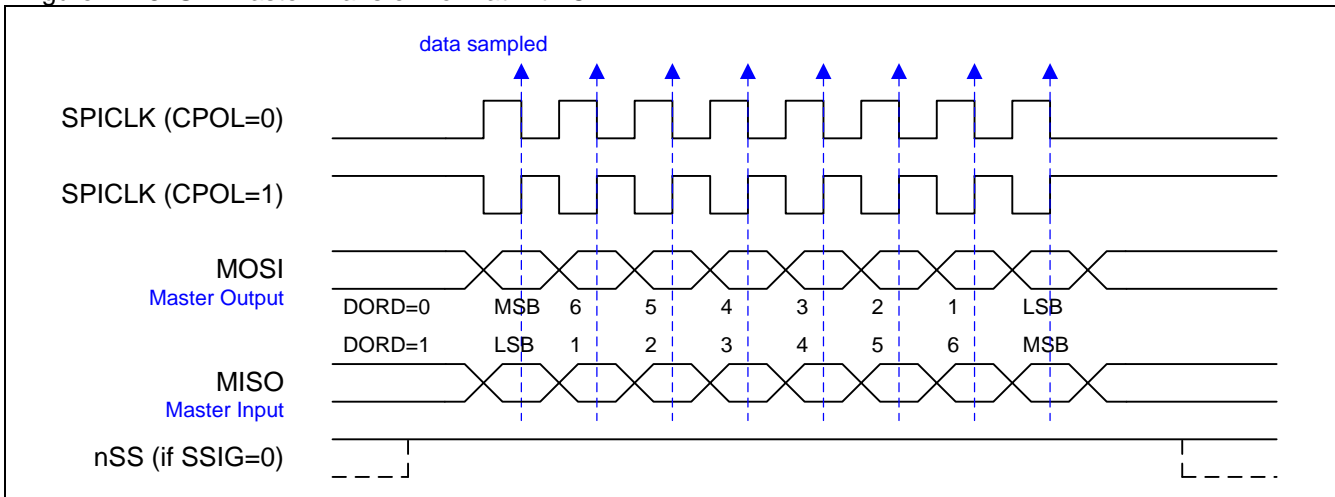 data sampled
SPICLK (CPOL=0)
SPICLK (CPOL=1)
MOSI
Master Output
DORD=0 MSB 6 5 4 3 2 1 LSB
DORD=1 LSB 1 2 3 4 5 6 MSB
MISO
Master Input
nSS (if SSIG=0)